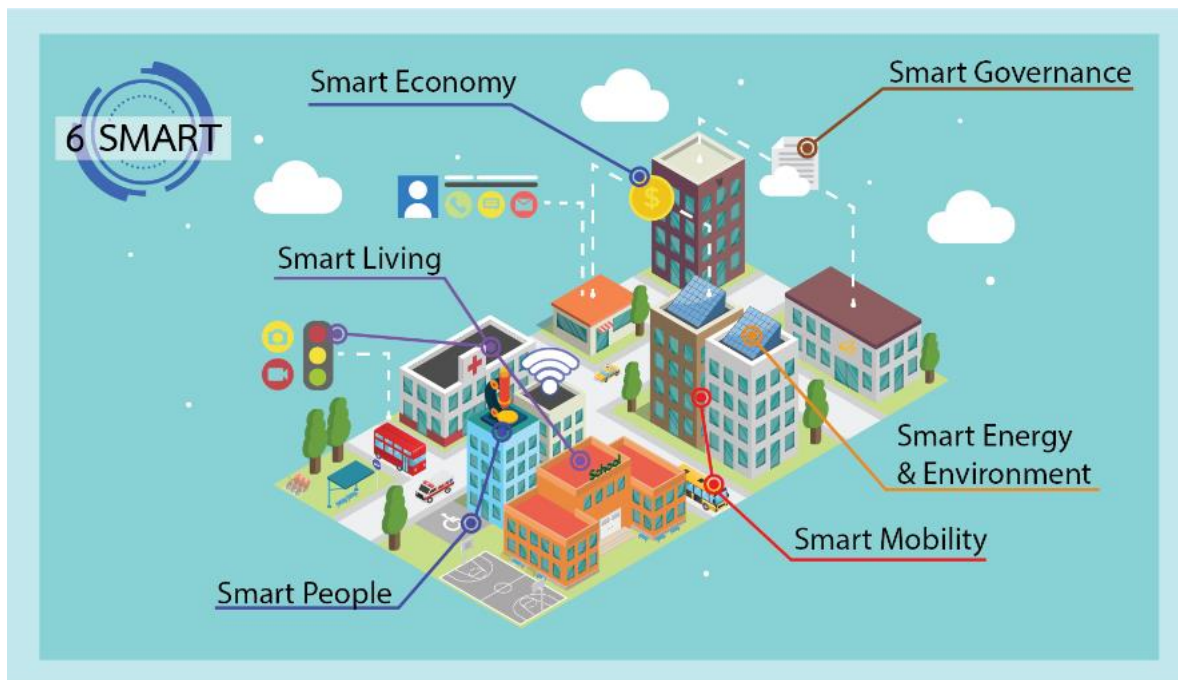 6 SMART
Smart Economy
Smart Governance
$
Smart Living
School
Smart Energy
& Environment
Smart Mobility
Smart People